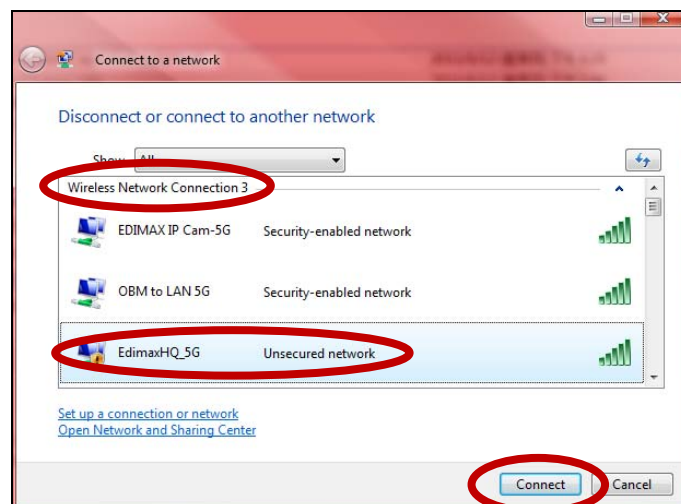 Connect to a network
Disconnect or connect to another network
Show All
Wireless Network Connection 3
EDIMAX IP Cam-5G Security-enabled network
OBM to LAN 5G Security-enabled network
EdimaxHQ_5G Unsecured network
Set up a connection or network
Open Network and Sharing Center
Connect Cancel